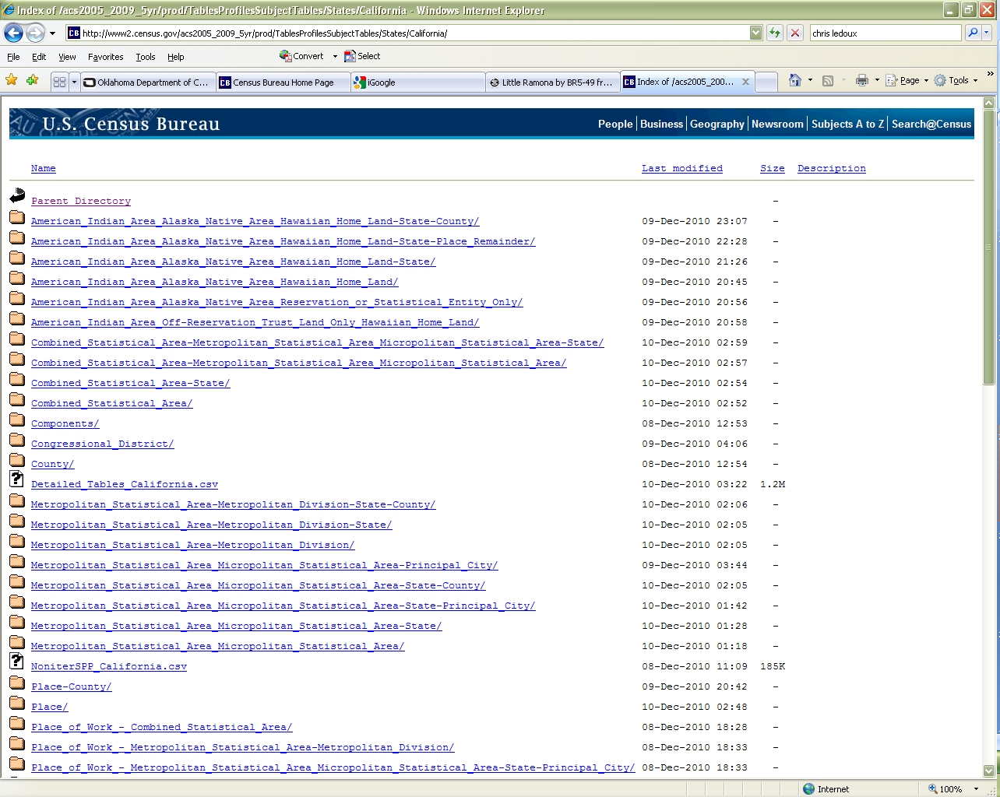 Index of /acs2005_2009_5yr/prod/TablesProfilesSubjectTables/States/California - Windows Internet Explorer
http://www2.census.gov/acs2005_2009_5yr/prod/TablesProfilesSubjectTables/States/California/ chris ledoux
File Edit View Favorites Tools Help Convert Select
Oklahoma Department of C... Census Bureau Home Page iGoogle Little Ramona by BR5-49 fr... Index of /acs2005_200... Page Tools
U.S. Census Bureau People Business Geography Newsroom Subjects A to Z Search@Census
Name Last modified Size Description
Parent Directory -
American_Indian_Area_Alaska_Native_Area_Hawaiian_Home_Land-State-County/ 09-Dec-2010 23:07 -
American_Indian_Area_Alaska_Native_Area_Hawaiian_Home_Land-State-Place_Remainder/ 09-Dec-2010 22:28 -
American_Indian_Area_Alaska_Native_Area_Hawaiian_Home_Land-State/ 09-Dec-2010 21:26 -
American_Indian_Area_Alaska_Native_Area_Hawaiian_Home_Land/ 09-Dec-2010 20:45 -
American_Indian_Area_Alaska_Native_Area_Reservation_or_Statistical_Entity_Only/ 09-Dec-2010 20:56 -
American_Indian_Area_Off-Reservation_Trust_Land_Only_Hawaiian_Home_Land/ 09-Dec-2010 20:58 -
Combined_Statistical_Area-Metropolitan_Statistical_Area_Micropolitan_Statistical_Area-State/ 10-Dec-2010 02:59 -
Combined_Statistical_Area-Metropolitan_Statistical_Area_Micropolitan_Statistical_Area/ 10-Dec-2010 02:57 -
Combined_Statistical_Area-State/ 10-Dec-2010 02:54 -
Combined_Statistical_Area/ 10-Dec-2010 02:52 -
Components/ 08-Dec-2010 12:53 -
Congressional_District/ 09-Dec-2010 04:06 -
County/ 08-Dec-2010 12:54 -
Detailed_Tables_California.csv 10-Dec-2010 03:22 1.2M
Metropolitan_Statistical_Area-Metropolitan_Division-State-County/ 10-Dec-2010 02:06 -
Metropolitan_Statistical_Area-Metropolitan_Division-State/ 10-Dec-2010 02:05 -
Metropolitan_Statistical_Area-Metropolitan_Division/ 10-Dec-2010 02:05 -
Metropolitan_Statistical_Area_Micropolitan_Statistical_Area-Principal_City/ 09-Dec-2010 03:44 -
Metropolitan_Statistical_Area_Micropolitan_Statistical_Area-State-County/ 10-Dec-2010 02:05 -
Metropolitan_Statistical_Area_Micropolitan_Statistical_Area-State-Principal_City/ 10-Dec-2010 01:42 -
Metropolitan_Statistical_Area_Micropolitan_Statistical_Area-State/ 10-Dec-2010 01:28 -
Metropolitan_Statistical_Area_Micropolitan_Statistical_Area/ 10-Dec-2010 01:18 -
NoniterSPP_California.csv 08-Dec-2010 11:09 185K
Place-County/ 09-Dec-2010 20:42 -
Place/ 10-Dec-2010 02:48 -
Place_of_Work_-_Combined_Statistical_Area/ 08-Dec-2010 18:28 -
Place_of_Work_-_Metropolitan_Statistical_Area-Metropolitan_Division/ 08-Dec-2010 18:33 -
Place_of_Work_-_Metropolitan_Statistical_Area_Micropolitan_Statistical_Area-State-Principal_City/ 08-Dec-2010 18:33 -
Internet 100%